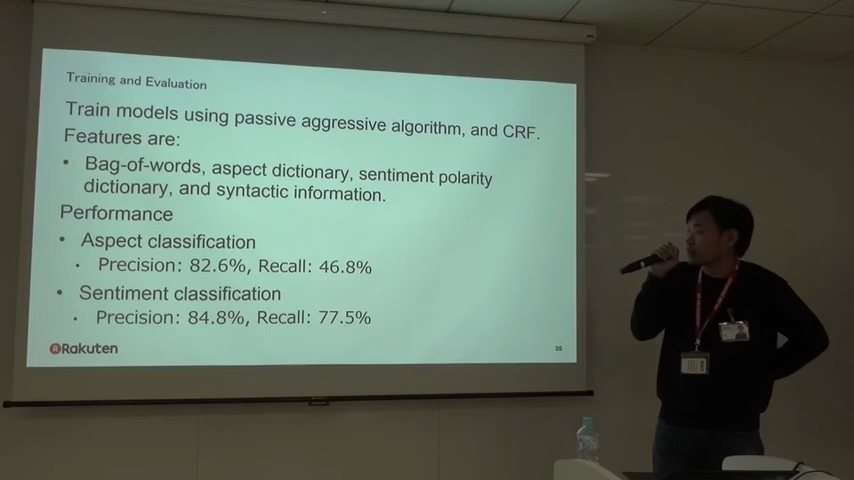 Training and Evaluation
Train models using passive aggressive algorithm, and CRF.
Features are:
• Bag-of-words, aspect dictionary, sentiment polarity
dictionary, and syntactic information.
Performance
• Aspect classification
• Precision: 82.6%, Recall: 46.8%
• Sentiment classification
• Precision: 84.8%, Recall: 77.5%
Rakuten
30